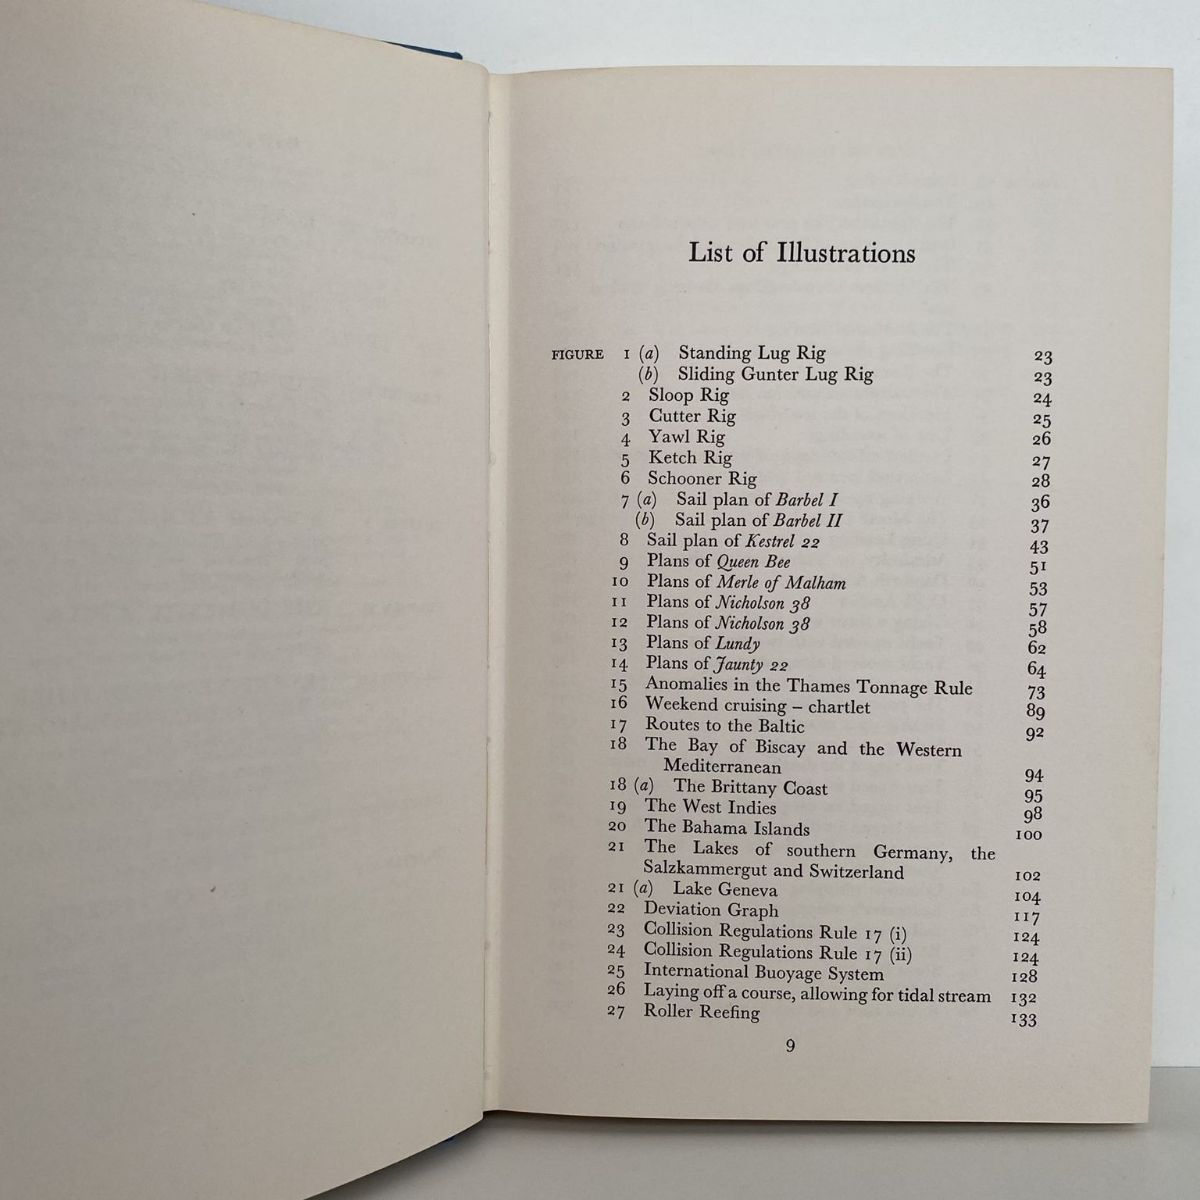 List of Illustrations
FIGURE 1 (a) Standing Lug Rig 23
(b) Sliding Gunter Lug Rig 23
2 Sloop Rig 24
3 Cutter Rig 25
4 Yawl Rig 26
5 Ketch Rig 27
6 Schooner Rig 28
7 (a) Sail plan of Barbel I 36
(b) Sail plan of Barbel II 37
8 Sail plan of Kestrel 22 43
9 Plans of Queen Bee 51
10 Plans of Merle of Malham 53
11 Plans of Nicholson 38 57
12 Plans of Nicholson 38 58
13 Plans of Lundy 62
14 Plans of Jaunty 22 64
15 Anomalies in the Thames Tonnage Rule 73
16 Weekend cruising – chartlet 89
17 Routes to the Baltic 92
18 The Bay of Biscay and the Western
Mediterranean 94
18 (a) The Brittany Coast 95
19 The West Indies 98
20 The Bahama Islands 100
21 The Lakes of southern Germany, the
Salzkammergut and Switzerland 102
21 (a) Lake Geneva 104
22 Deviation Graph 117
23 Collision Regulations Rule 17 (i) 124
24 Collision Regulations Rule 17 (ii) 124
25 International Buoyage System 128
26 Laying off a course, allowing for tidal stream 132
27 Roller Reefing 133
9